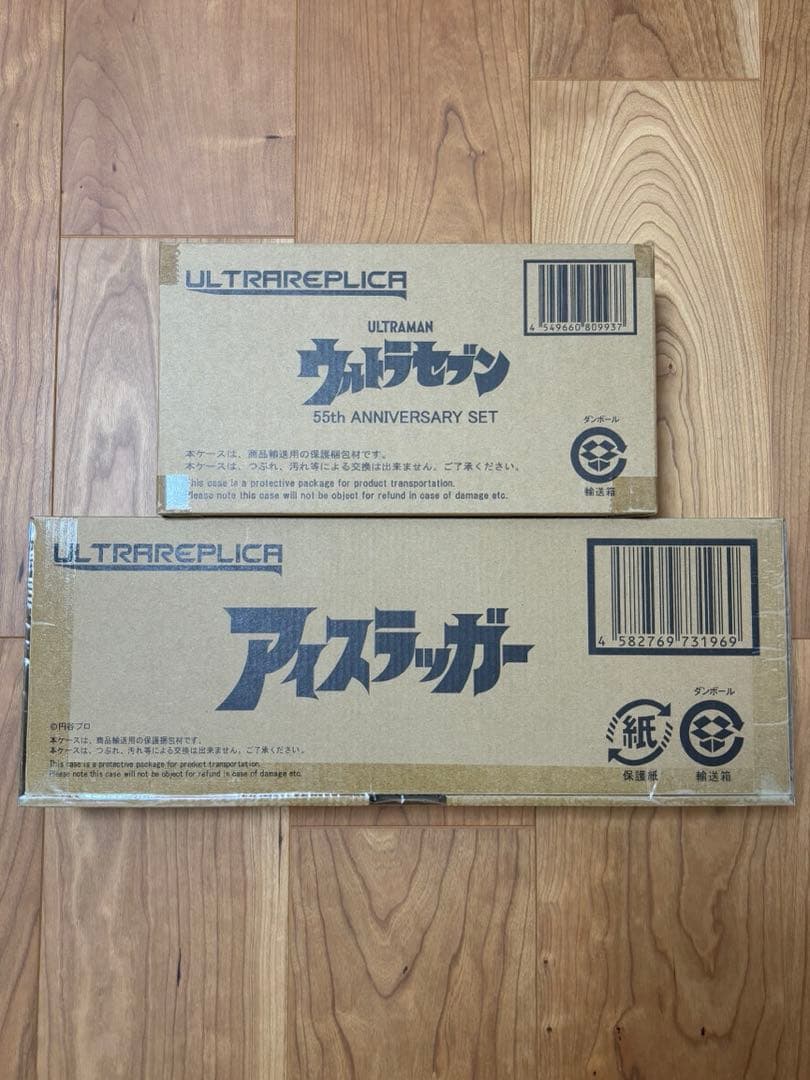 ULTRAREPLICA
4 549660 809937
ULTRAMAN
ウルトラセブン
55th ANNIVERSARY SET
ダンボール
輸送箱
本ケースは、商品輸送用の保護梱包材です。
本ケースは、つぶれ、汚れ等による交換は出来ません。ご了承ください。
This case is a protective package for product transportation.
Please note this case will not be object for refund in case of damage etc.
ULTRAREPLICA
4 582769 731969
アイスラッガー
©円谷プロ
本ケースは、商品輸送用の保護梱包材です。
本ケースは、つぶれ、汚れ等による交換は出来ません。ご了承ください。
This case is a protective package for product transportation.
Please note this case will not be object for refund in case of damage etc.
紙
保護紙
ダンボール
輸送箱